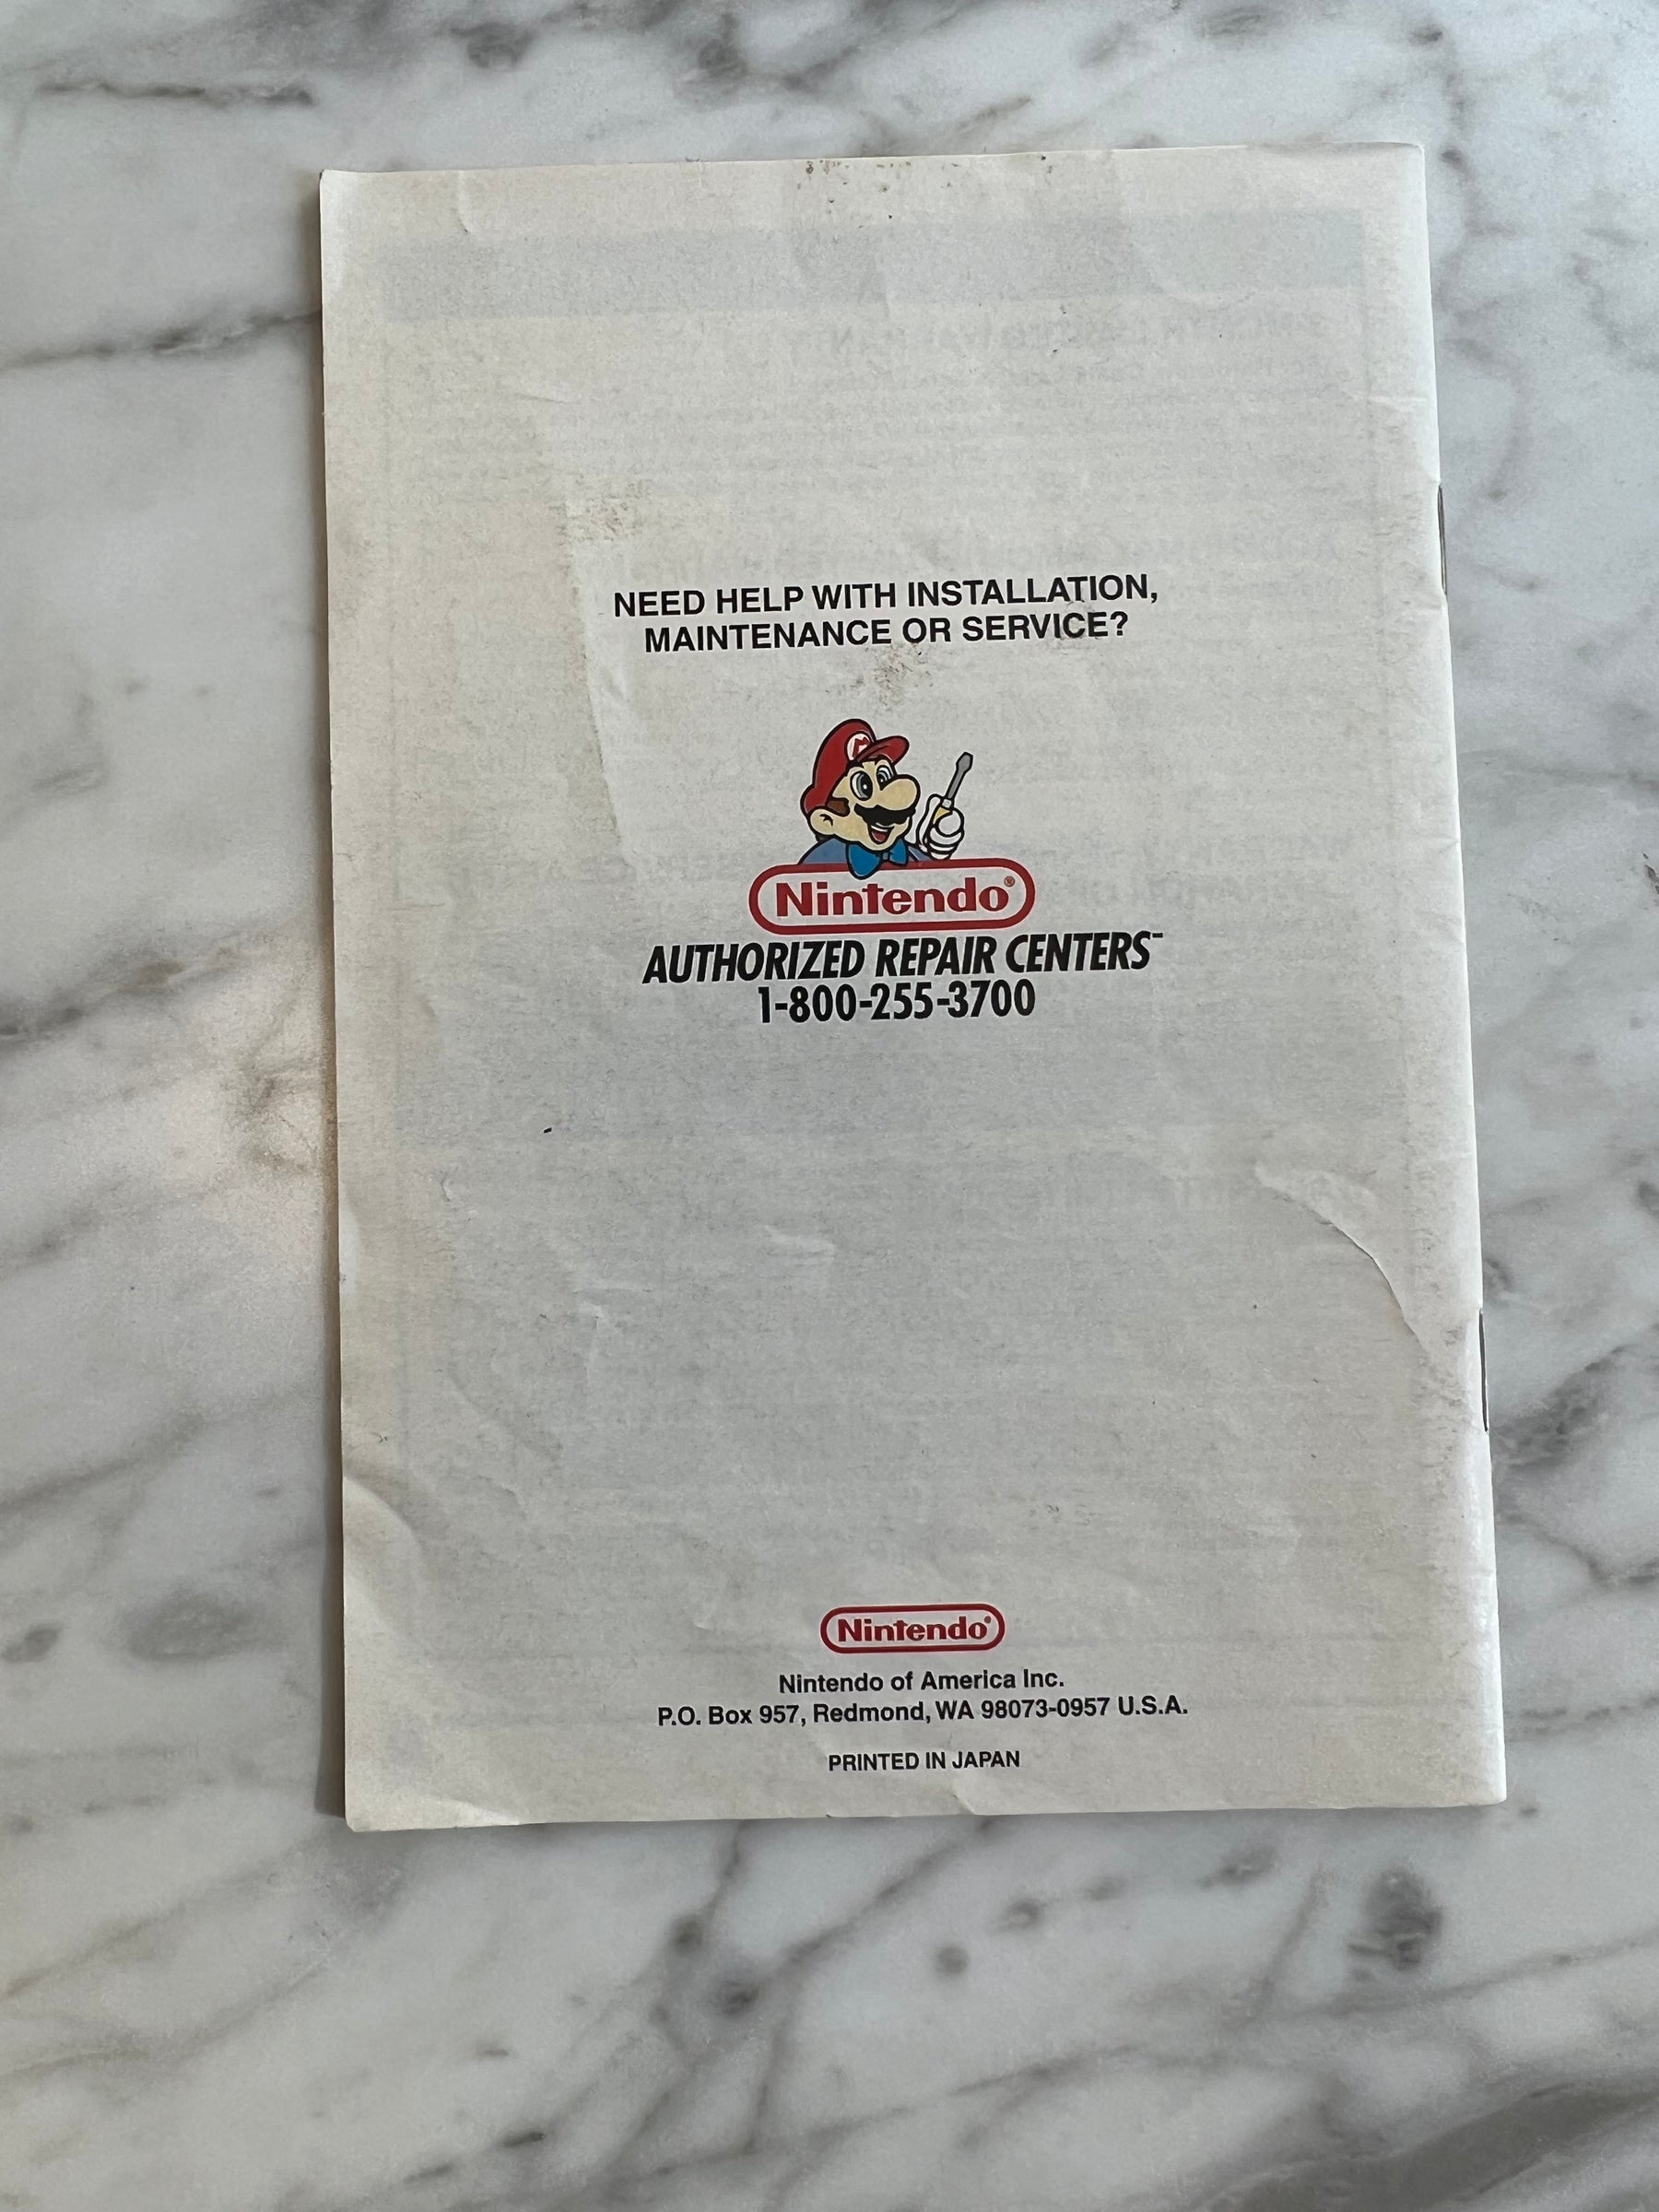 NEED HELP WITH INSTALLATION,
MAINTENANCE OR SERVICE?
M
Nintendo®
AUTHORIZED REPAIR CENTERS™
1-800-255-3700
Nintendo®
Nintendo of America Inc.
P.O. Box 957, Redmond, WA 98073-0957 U.S.A.
PRINTED IN JAPAN